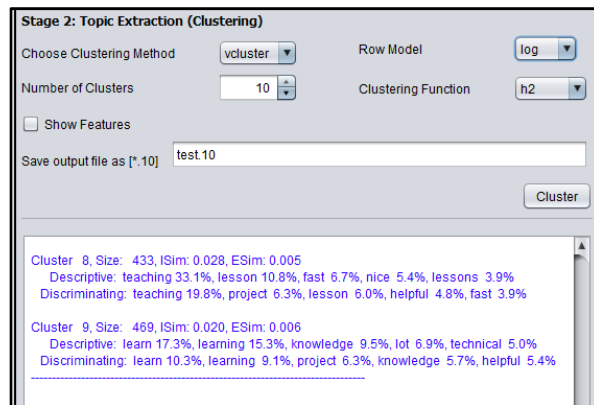 Stage 2: Topic Extraction (Clustering)
Choose Clustering Method vcluster Row Model log
Number of Clusters 10 Clustering Function h2
Show Features
Save output file as [*.10] test.10
Cluster
Cluster 8, Size: 433, ISim: 0.028, ESim: 0.005
Descriptive: teaching 33.1%, lesson 10.8%, fast 6.7%, nice 5.4%, lessons 3.9%
Discriminating: teaching 19.8%, project 6.3%, lesson 6.0%, helpful 4.8%, fast 3.9%
Cluster 9, Size: 469, ISim: 0.020, ESim: 0.006
Descriptive: learn 17.3%, learning 15.3%, knowledge 9.5%, lot 6.9%, technical 5.0%
Discriminating: learn 10.3%, learning 9.1%, project 6.3%, knowledge 5.7%, helpful 5.4%
--------------------------------------------------------------------------------